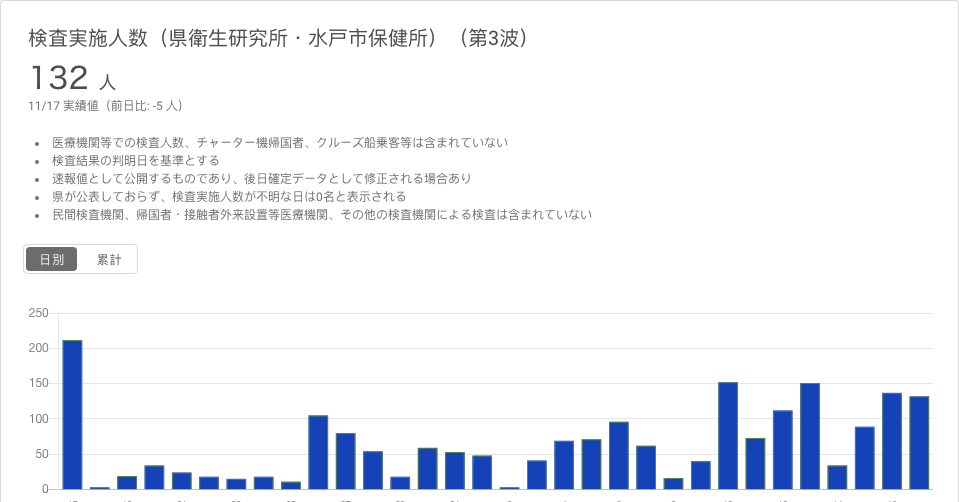 検査実施人数（県衛生研究所・水戸市保健所）（第3波）
132 人
11/17 実績値（前日比: -5 人）
医療機関等での検査人数、チャーター機帰国者、クルーズ船乗客等は含まれていない
検査結果の判明日を基準とする
速報値として公開するものであり、後日確定データとして修正される場合あり
県が公表しておらず、検査実施人数が不明な日は0名と表示される
民間検査機関、帰国者・接触者外来設置等医療機関、その他の検査機関による検査は含まれていない
日別 累計
250
200
150
100
50
0